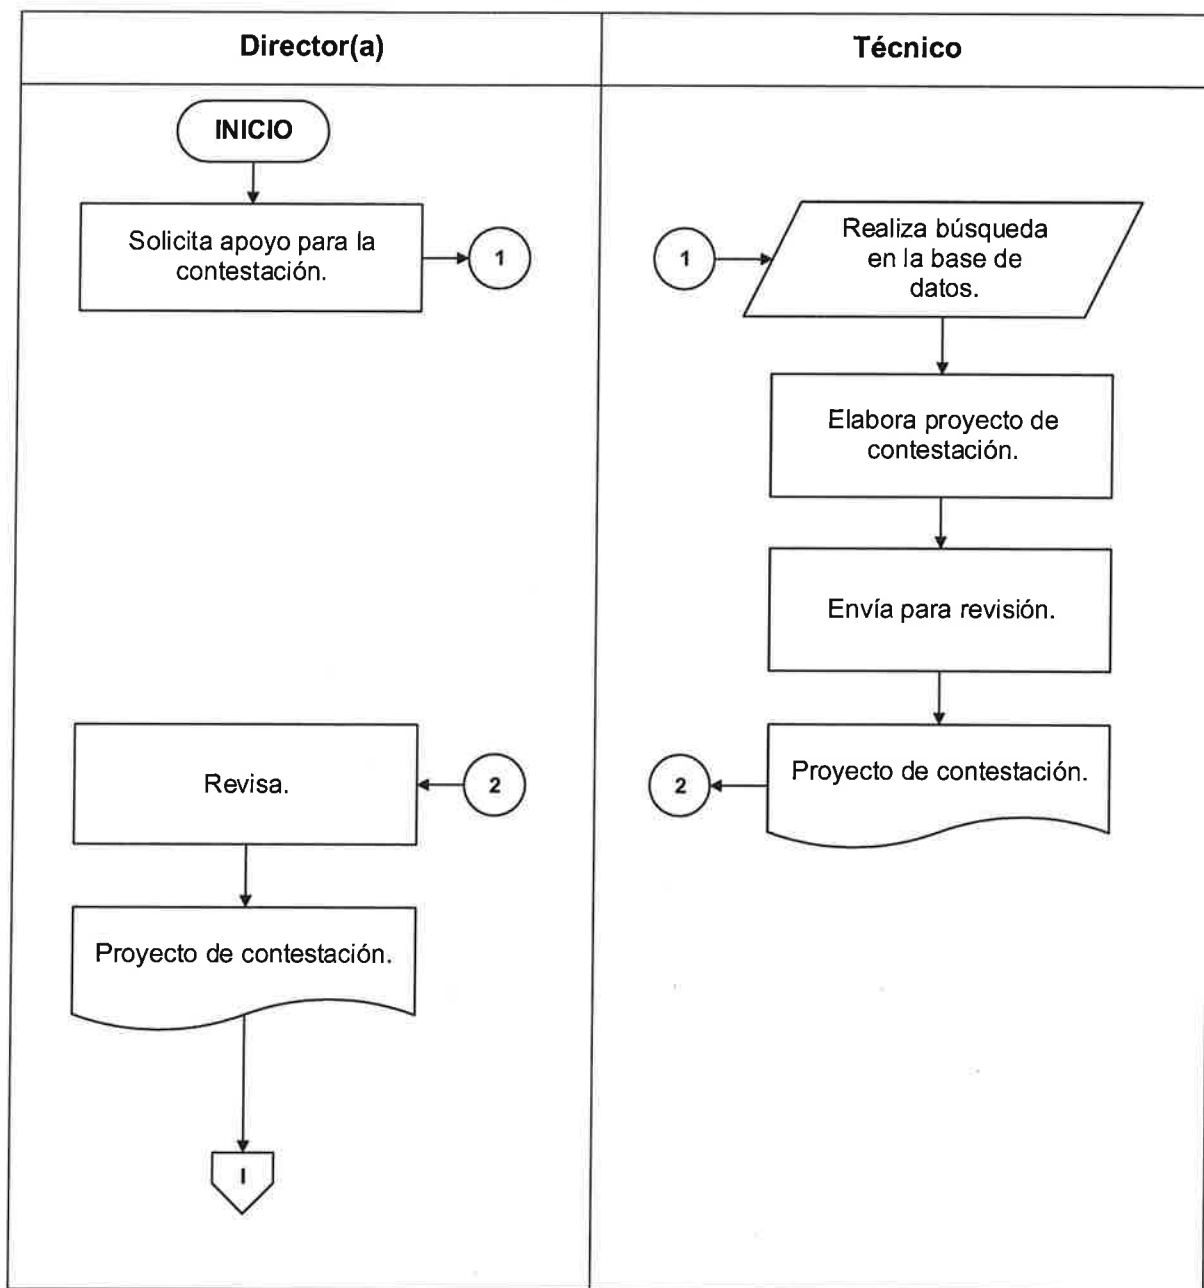 Director(a)
Técnico
INICIO
Solicita apoyo para la
contestación.
1
1
Realiza búsqueda
en la base de
datos.
Elabora proyecto de
contestación.
Envía para revisión.
Proyecto de contestación.
2
2
Revisa.
Proyecto de contestación.
I